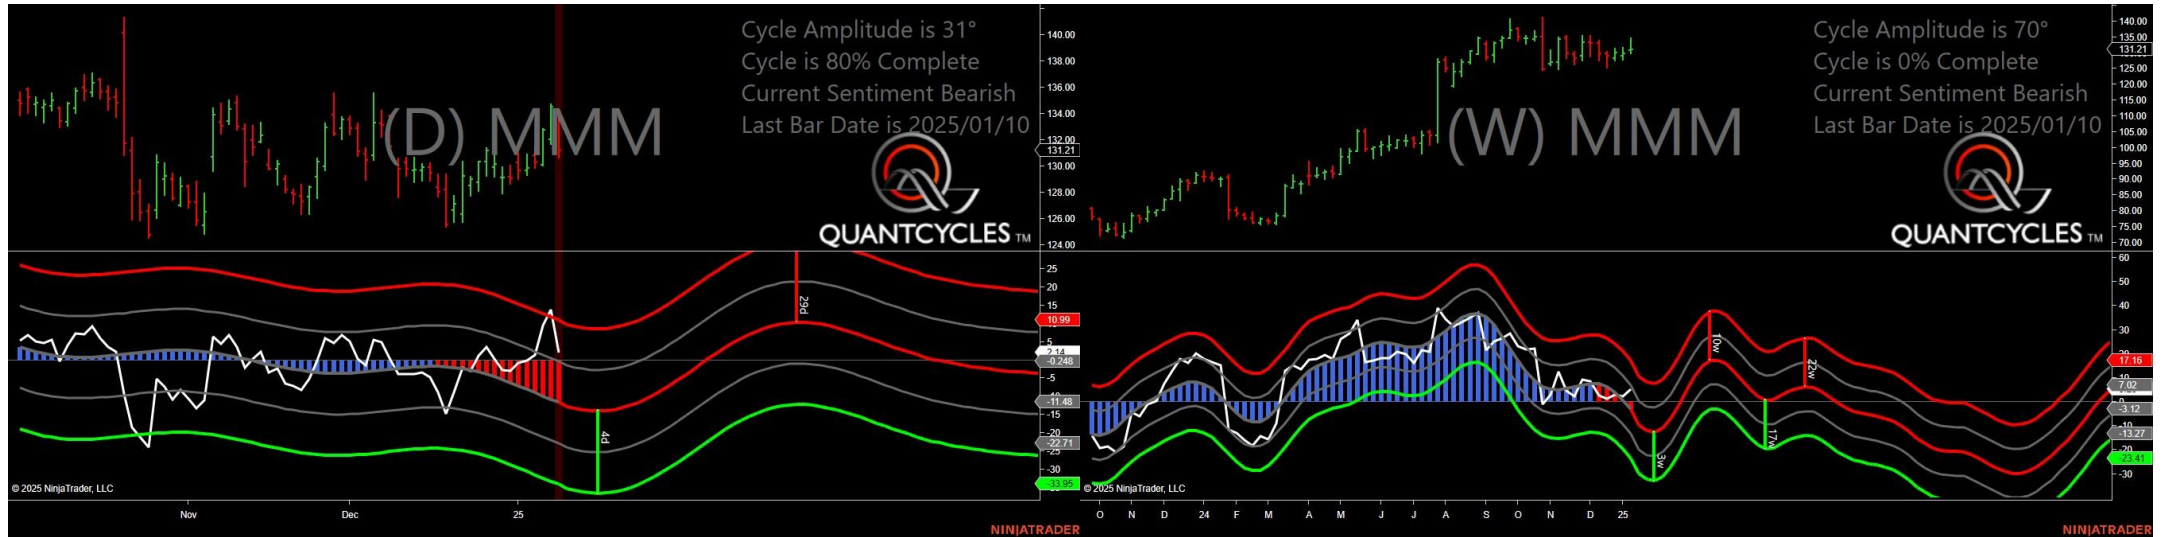 Cycle Amplitude is 31°
Cycle is 80% Complete
Current Sentiment Bearish
Last Bar Date is 2025/01/10
(D) MMM
QUANTCYCLES TM
140.00
138.00
136.00
134.00
132.00
131.21
130.00
128.00
126.00
124.00
25
20
15
10.99
2.14
-0.248
-5
-11.48
-15
-20
-22.71
-25
-30
-33.95
29d
4d
© 2025 NinjaTrader, LLC
Nov
Dec
25
NINJATRADER
Cycle Amplitude is 70°
Cycle is 0% Complete
Current Sentiment Bearish
Last Bar Date is 2025/01/10
(W) MMM
QUANTCYCLES TM
140.00
135.00
131.21
125.00
120.00
115.00
110.00
105.00
100.00
95.00
90.00
85.00
80.00
75.00
70.00
60
50
40
30
17.16
7.02
-3.12
-10
-13.27
-20
-23.41
-30
10w
22w
17w
3w
© 2025 NinjaTrader, LLC
O N D 24 F M A M J J A S O N D 25
NINJATRADER